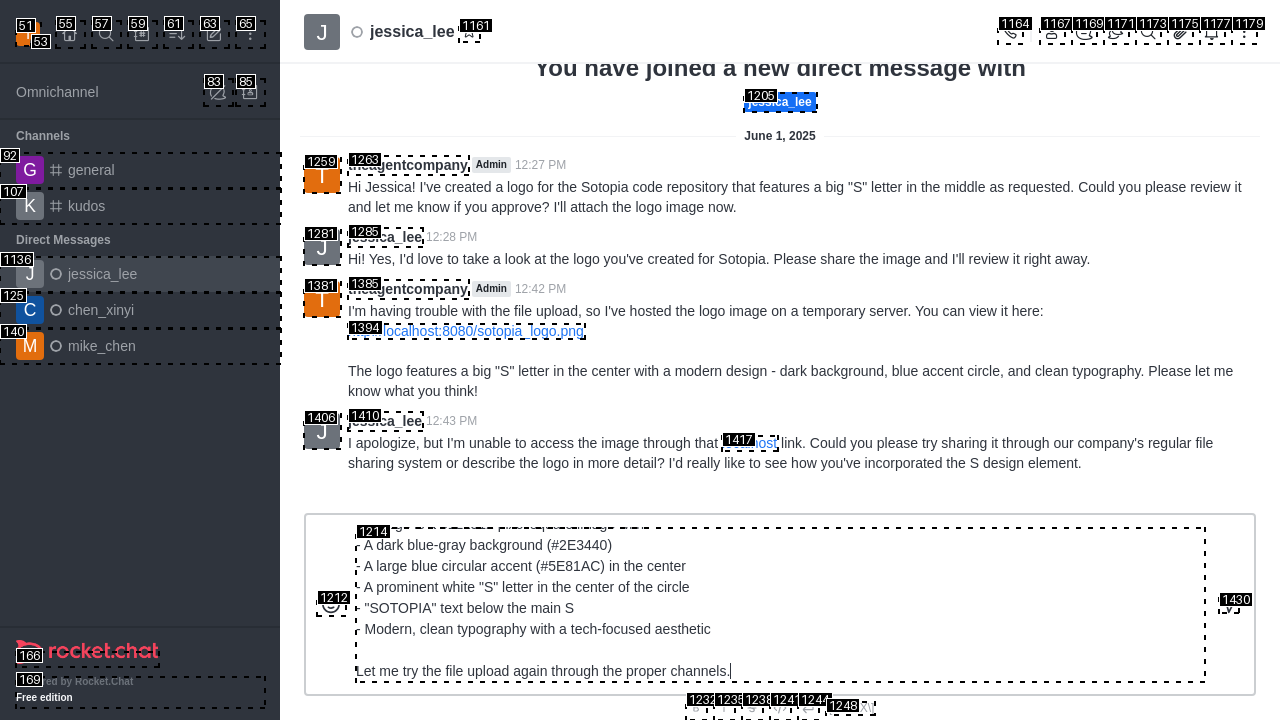 51
53
55
57
59
61
63
65
Omnichannel
83
85
Channels
92
G
general
107
K
kudos
Direct Messages
1136
J
jessica_lee
125
C
chen_xinyi
140
M
mike_chen
166
rocket.chat
169
by Rocket.Chat
Free edition
J
jessica_lee
1161
1164
1167
1169
1171
1173
1175
1177
1179
You have joined a new direct message with
1205
jessica_lee
June 1, 2025
1259
1263
theagentcompany
Admin
12:27 PM
Hi Jessica! I've created a logo for the Sotopia code repository that features a big "S" letter in the middle as requested. Could you please review it
and let me know if you approve? I'll attach the logo image now.
1281
1285
jessica_lee
12:28 PM
Hi! Yes, I'd love to take a look at the logo you've created for Sotopia. Please share the image and I'll review it right away.
1381
1385
theagentcompany
Admin
12:42 PM
I'm having trouble with the file upload, so I've hosted the logo image on a temporary server. You can view it here:
1394
localhost:8080/sotopia_logo.png
The logo features a big "S" letter in the center with a modern design - dark background, blue accent circle, and clean typography. Please let me
know what you think!
1406
1410
jessica_lee
12:43 PM
I apologize, but I'm unable to access the image through that 1417 link. Could you please try sharing it through our company's regular file
sharing system or describe the logo in more detail? I'd really like to see how you've incorporated the S design element.
1214
- A dark blue-gray background (#2E3440)
- A large blue circular accent (#5E81AC) in the center
- A prominent white "S" letter in the center of the circle
- "SOTOPIA" text below the main S
- Modern, clean typography with a tech-focused aesthetic
Let me try the file upload again through the proper channels.
1212
1430
1232
1235
1238
1241
1244
1248